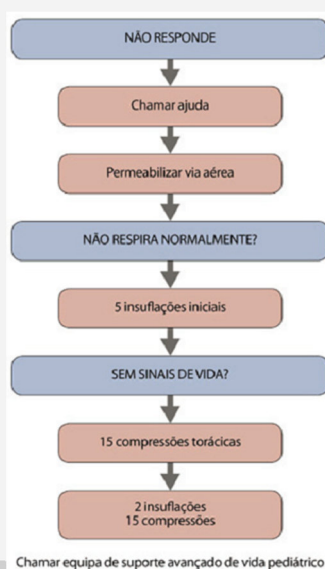 NÃO RESPONDE
Chamar ajuda
Permeabilizar via aérea
NÃO RESPIRA NORMALMENTE?
5 insuflações iniciais
SEM SINAIS DE VIDA?
15 compressões torácicas
2 insuflações
15 compressões
Chamar equipa de suporte avançado de vida pediátrico